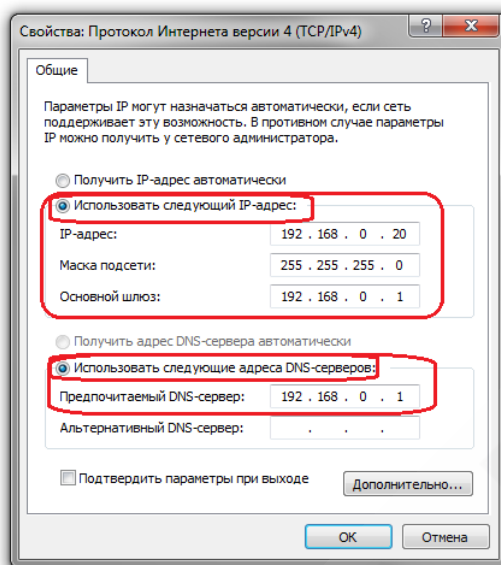 Свойства: Протокол Интернета версии 4 (TCP/IPv4)
Общие
Параметры IP могут назначаться автоматически, если сеть
поддерживает эту возможность. В противном случае параметры
IP можно получить у сетевого администратора.
Получить IP-адрес автоматически
Использовать следующий IP-адрес:
IP-адрес: 192 . 168 . 0 . 20
Маска подсети: 255 . 255 . 255 . 0
Основной шлюз: 192 . 168 . 0 . 1
Получить адрес DNS-сервера автоматически
Использовать следующие адреса DNS-серверов:
Предпочитаемый DNS-сервер: 192 . 168 . 0 . 1
Альтернативный DNS-сервер: . . .
Подтвердить параметры при выходе
Дополнительно...
ОК Отмена